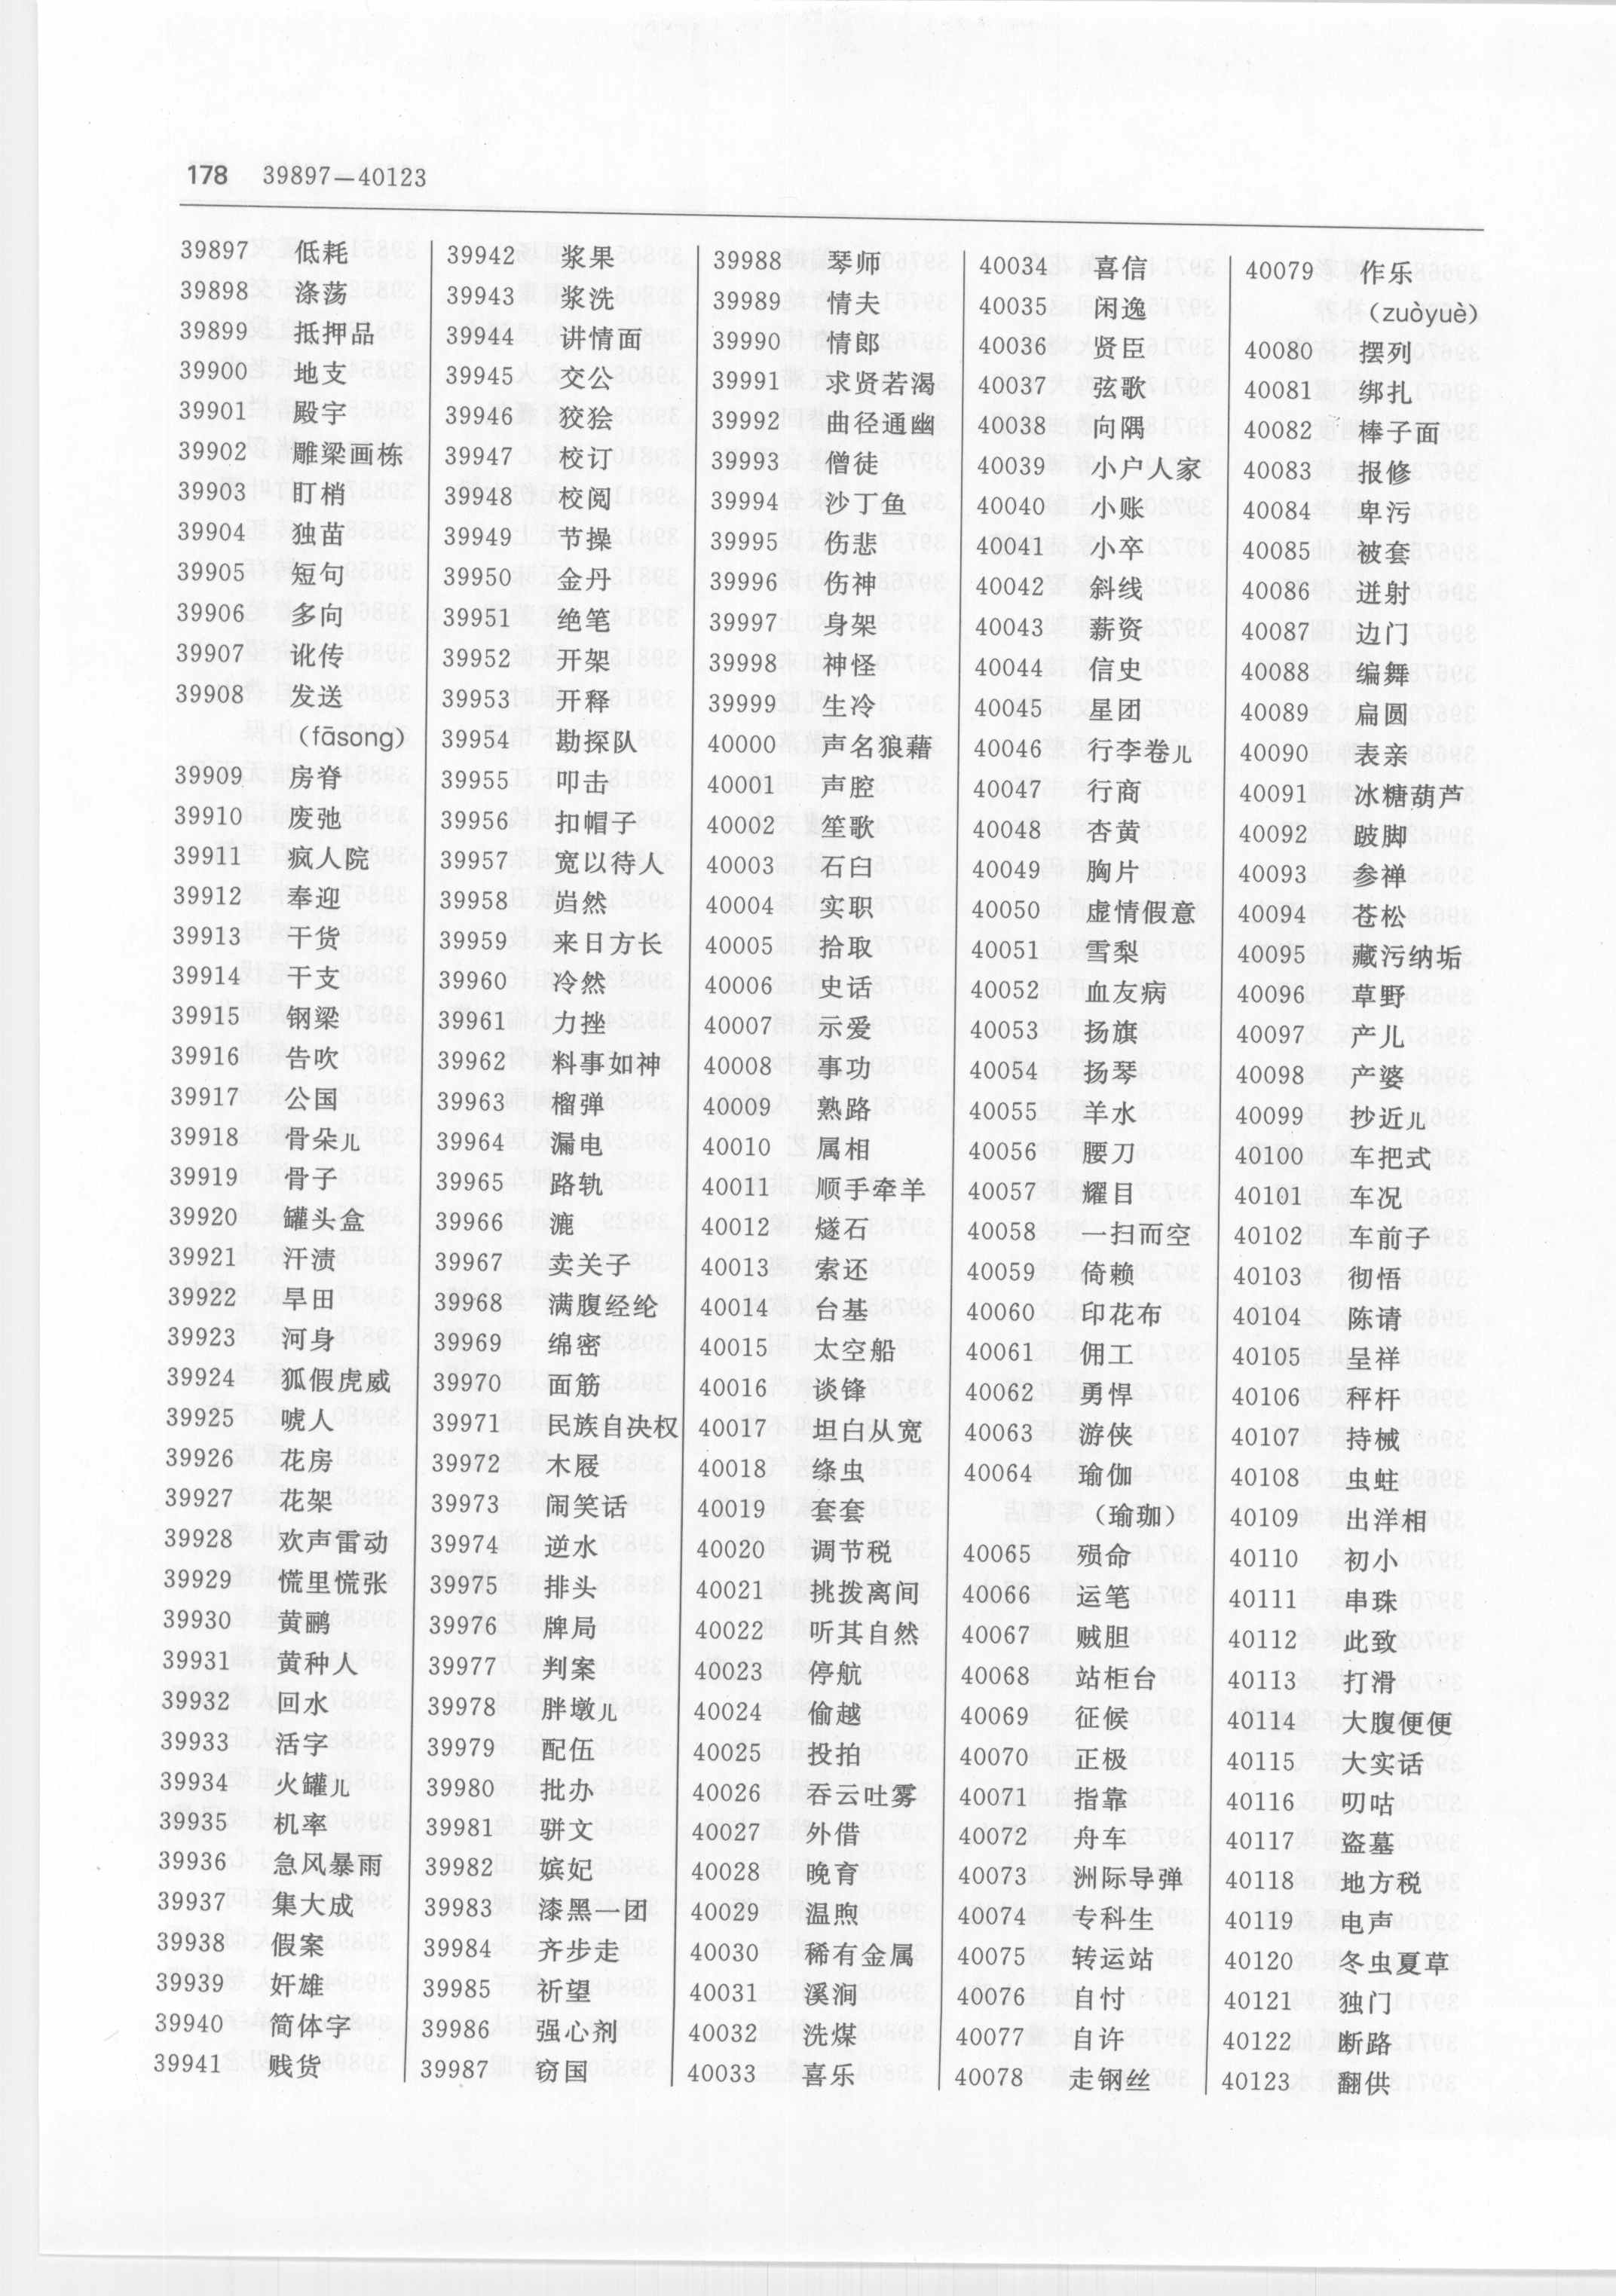 178 39897—40123
39897 低耗
39898 涤荡
39899 抵押品
39900 地支
39901 殿宇
39902 雕梁画栋
39903 盯梢
39904 独苗
39905 短句
39906 多向
39907 讹传
39908 发送
(fāsong)
39909 房脊
39910 废弛
39911 疯人院
39912 奉迎
39913 干货
39914 干支
39915 钢梁
39916 告吹
39917 公国
39918 骨朵儿
39919 骨子
39920 罐头盒
39921 汗渍
39922 旱田
39923 河身
39924 狐假虎威
39925 唬人
39926 花房
39927 花架
39928 欢声雷动
39929 慌里慌张
39930 黄鹂
39931 黄种人
39932 回水
39933 活字
39934 火罐儿
39935 机率
39936 急风暴雨
39937 集大成
39938 假案
39939 奸雄
39940 简体字
39941 贱货
39942 浆果
39943 浆洗
39944 讲情面
39945 交公
39946 狡狯
39947 校订
39948 校阅
39949 节操
39950 金丹
39951 绝笔
39952 开架
39953 开释
39954 勘探队
39955 叩击
39956 扣帽子
39957 宽以待人
39958 岿然
39959 来日方长
39960 冷然
39961 力挫
39962 料事如神
39963 榴弹
39964 漏电
39965 路轨
39966 漉
39967 卖关子
39968 满腹经纶
39969 绵密
39970 面筋
39971 民族自决权
39972 木屐
39973 闹笑话
39974 逆水
39975 排头
39976 牌局
39977 判案
39978 胖墩儿
39979 配伍
39980 批办
39981 骈文
39982 嫔妃
39983 漆黑一团
39984 齐步走
39985 祈望
39986 强心剂
39987 窃国
39988 琴师
39989 情夫
39990 情郎
39991 求贤若渴
39992 曲径通幽
39993 僧徒
39994 沙丁鱼
39995 伤悲
39996 伤神
39997 身架
39998 神怪
39999 生冷
40000 声名狼藉
40001 声腔
40002 笙歌
40003 石臼
40004 实职
40005 拾取
40006 史话
40007 示爱
40008 事功
40009 熟路
40010 属相
40011 顺手牵羊
40012 燧石
40013 索还
40014 台基
40015 太空船
40016 谈锋
40017 坦白从宽
40018 绦虫
40019 套套
40020 调节税
40021 挑拨离间
40022 听其自然
40023 停航
40024 偷越
40025 投拍
40026 吞云吐雾
40027 外借
40028 晚育
40029 温煦
40030 稀有金属
40031 溪涧
40032 洗煤
40033 喜乐
40034 喜信
40035 闲逸
40036 贤臣
40037 弦歌
40038 向隅
40039 小户人家
40040 小账
40041 小卒
40042 斜线
40043 薪资
40044 信史
40045 星团
40046 行李卷儿
40047 行商
40048 杏黄
40049 胸片
40050 虚情假意
40051 雪梨
40052 血友病
40053 扬旗
40054 扬琴
40055 羊水
40056 腰刀
40057 耀目
40058 一扫而空
40059 倚赖
40060 印花布
40061 佣工
40062 勇悍
40063 游侠
40064 瑜伽
(瑜珈)
40065 殒命
40066 运笔
40067 贼胆
40068 站柜台
40069 征候
40070 正极
40071 指靠
40072 舟车
40073 洲际导弹
40074 专科生
40075 转运站
40076 自忖
40077 自许
40078 走钢丝
40079 作乐
(zuòyuè)
40080 摆列
40081 绑扎
40082 棒子面
40083 报修
40084 卑污
40085 被套
40086 迸射
40087 边门
40088 编舞
40089 扁圆
40090 表亲
40091 冰糖葫芦
40092 跛脚
40093 参禅
40094 苍松
40095 藏污纳垢
40096 草野
40097 产儿
40098 产婆
40099 抄近儿
40100 车把式
40101 车况
40102 车前子
40103 彻悟
40104 陈请
40105 呈祥
40106 秤杆
40107 持械
40108 虫蛀
40109 出洋相
40110 初小
40111 串珠
40112 此致
40113 打滑
40114 大腹便便
40115 大实话
40116 叨咕
40117 盗墓
40118 地方税
40119 电声
40120 冬虫夏草
40121 独门
40122 断路
40123 翻供